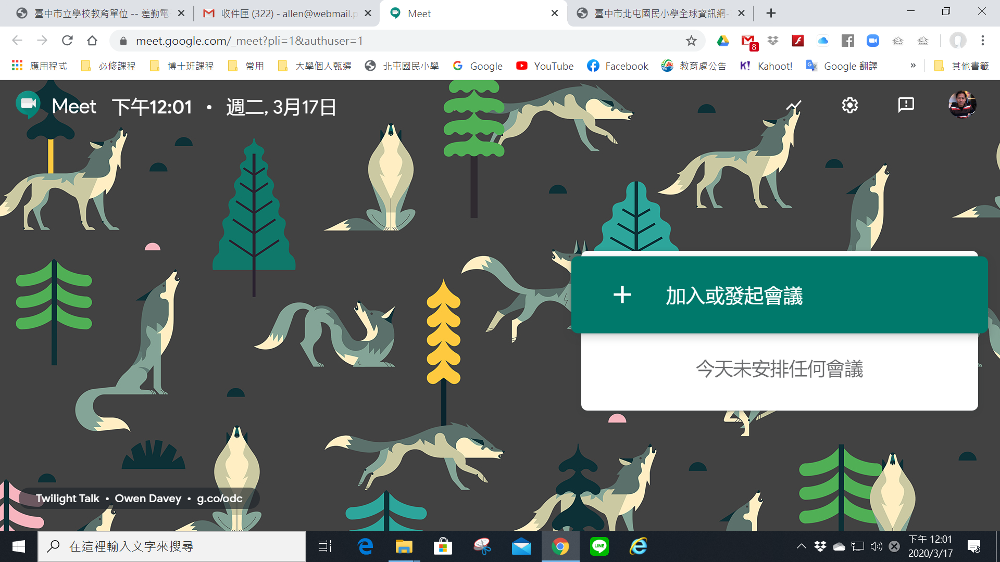 臺中市立學校教育單位 -- 差勤電
收件匣 (322) - allen@webmail.p
Meet
臺中市北屯國民小學全球資訊網-
meet.google.com/_meet?pli=1&authuser=1
8
應用程式
必修課程
博士班課程
常用
大學個人甄選
北屯國民小學
Google
YouTube
Facebook
教育處公告
K!
Kahoot!
Google 翻譯
»
其他書籤
Meet 下午12:01 • 週二, 3月17日
加入或發起會議
今天未安排任何會議
Twilight Talk • Owen Davey • g.co/odc
在這裡輸入文字來搜尋
LINE
下午 12:01
2020/3/17